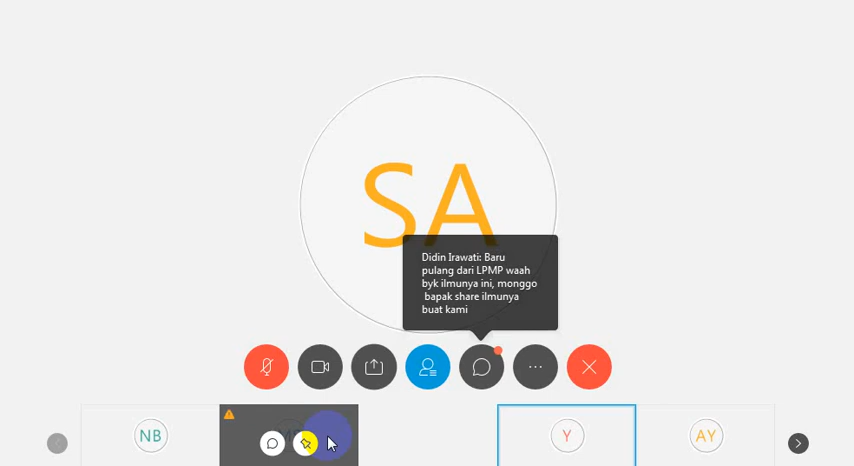 SA
Didin Irawati: Baru
pulang dari LPMP waah
byk ilmunya ini, monggo
bapak share ilmunya
buat kami
NB
Y
AY